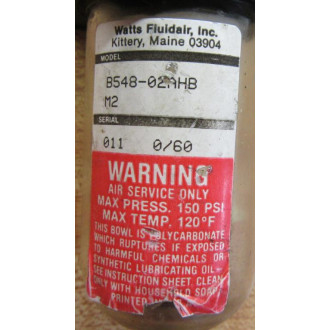 Watts Fluidair, Inc.
Kittery, Maine 03904
MODEL
B548-02AHB
M2
SERIAL
011 0/60
WARNING
AIR SERVICE ONLY
MAX PRESS. 150 PSI
MAX TEMP. 120°F
THIS BOWL IS POLYCARBONATE
WHICH RUPTURES IF EXPOSED
TO HARMFUL CHEMICALS OR
SYNTHETIC LUBRICATING OIL
SEE INSTRUCTION SHEET. CLEAN
ONLY WITH HOUSEHOLD SOAP
PRINTED IN